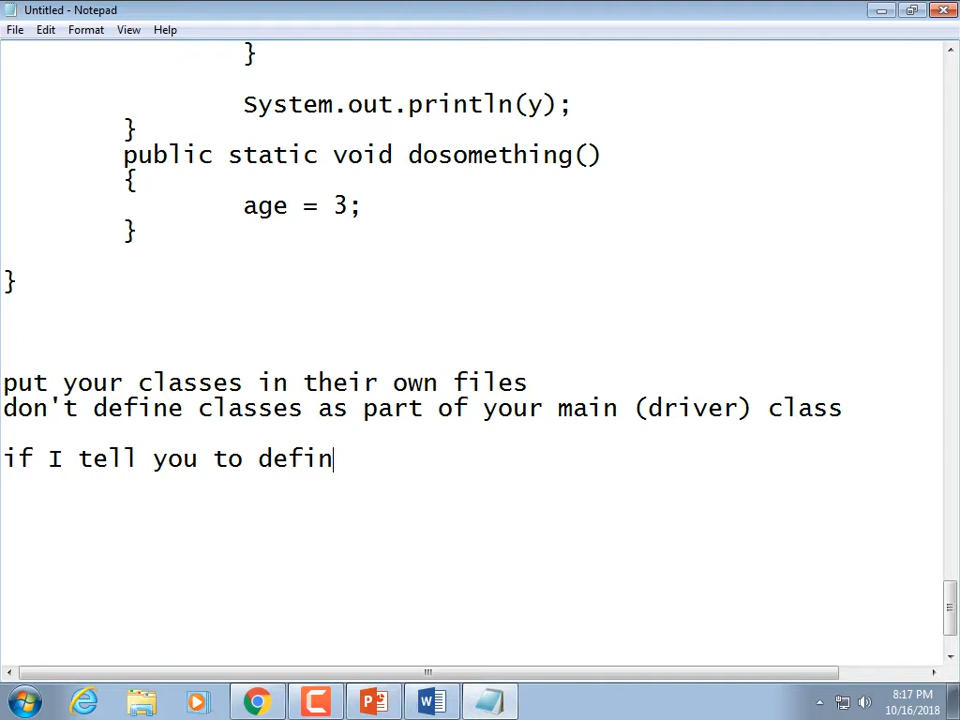 Untitled - Notepad
File Edit Format View Help
}
System.out.println(y);
}
public static void dosomething()
{
age = 3;
}
}
put your classes in their own files
don't define classes as part of your main (driver) class
if I tell you to defin
8:17 PM
10/16/2018